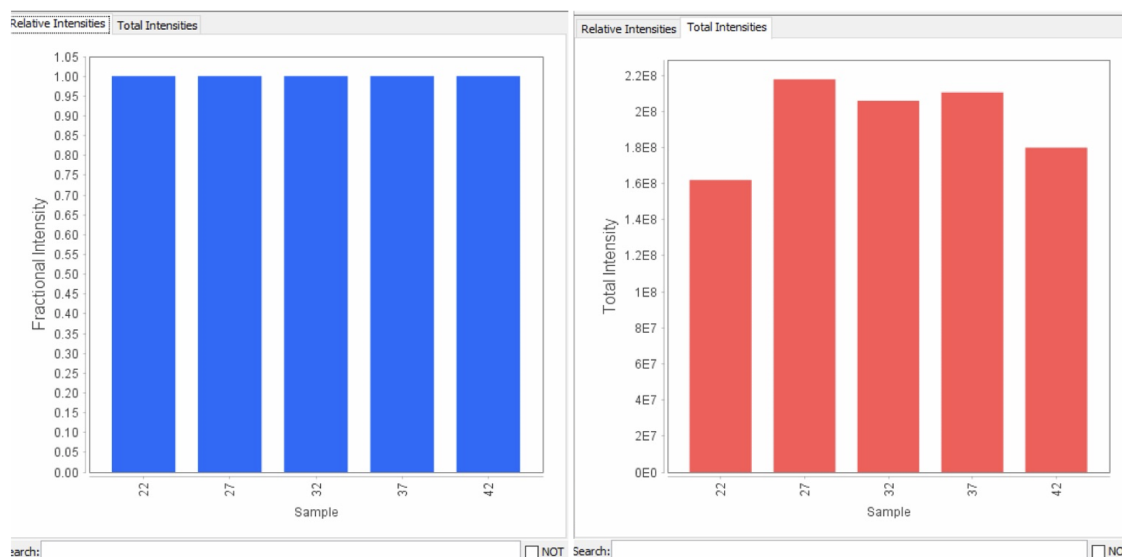 Relative Intensities Total Intensities
1.05
1.00
0.95
0.90
0.85
0.80
0.75
0.70
0.65
0.60
0.55
0.50
0.45
0.40
0.35
0.30
0.25
0.20
0.15
0.10
0.05
0.00
Fractional Intensity
22 27 32 37 42
Sample
earch: NOT
Relative Intensities Total Intensities
2.2E8
2E8
1.8E8
1.6E8
1.4E8
1.2E8
1E8
8E7
6E7
4E7
2E7
0E0
Total Intensity
22 27 32 37 42
Sample
Search: NO